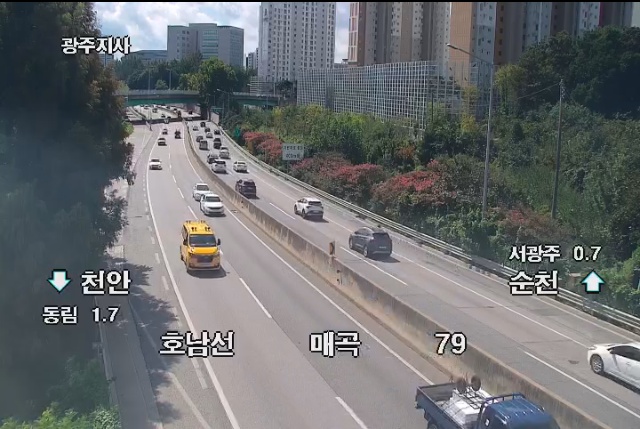 광주지사
서광주 0.7
천안
순천
동림 1.7
호남선 매곡 79